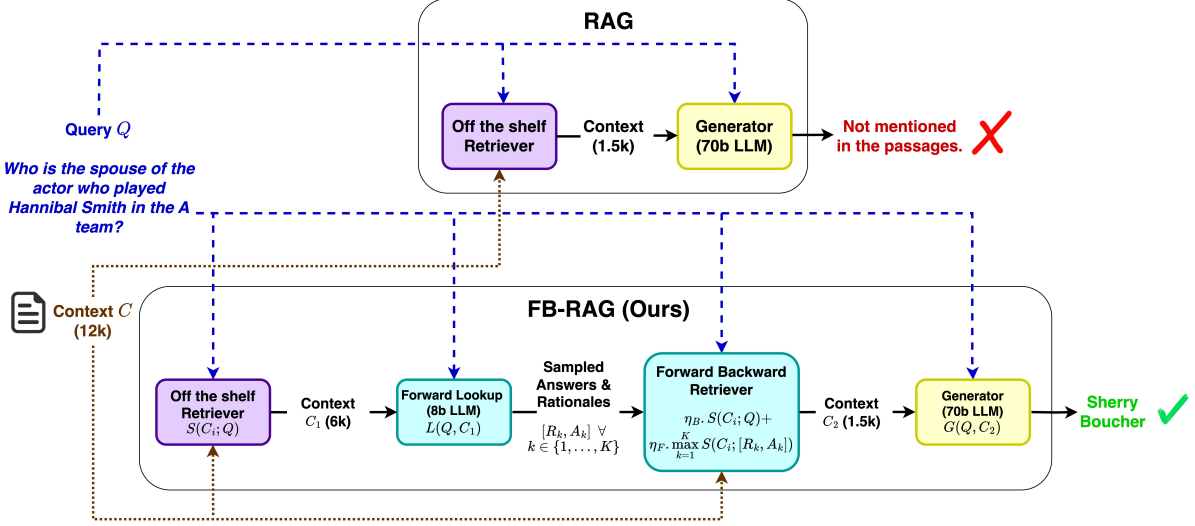 RAG
Query Q
Who is the spouse of the
actor who played
Hannibal Smith in the A
team?
Off the shelf
Retriever
Context
(1.5k)
Generator
(70b LLM)
Not mentioned
in the passages.
Context C
(12k)
FB-RAG (Ours)
Off the shelf
Retriever
S(C_i; Q)
Context
C_1 (6k)
Forward Lookup
(8b LLM)
L(Q, C_1)
Sampled
Answers &
Rationales
[R_k, A_k] ∀
k ∈ {1, . . . , K}
Forward Backward
Retriever
η_B. S(C_i; Q)+
η_F. max_{k=1}^{K} S(C_i; [R_k, A_k])
Context
C_2 (1.5k)
Generator
(70b LLM)
G(Q, C_2)
Sherry
Boucher